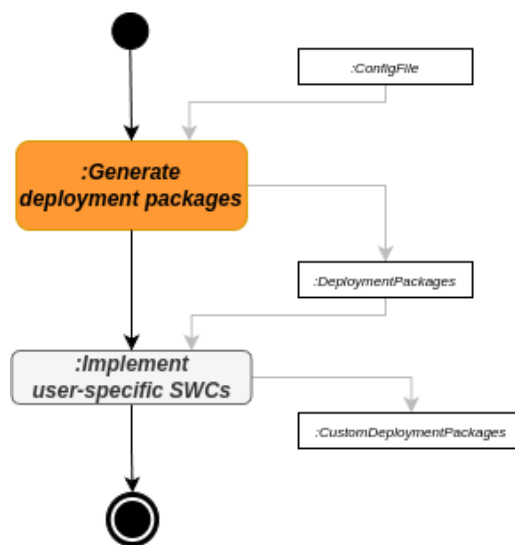 :ConfigFile
:Generate
deployment packages
:DeploymentPackages
:Implement
user-specific SWCs
:CustomDeploymentPackages